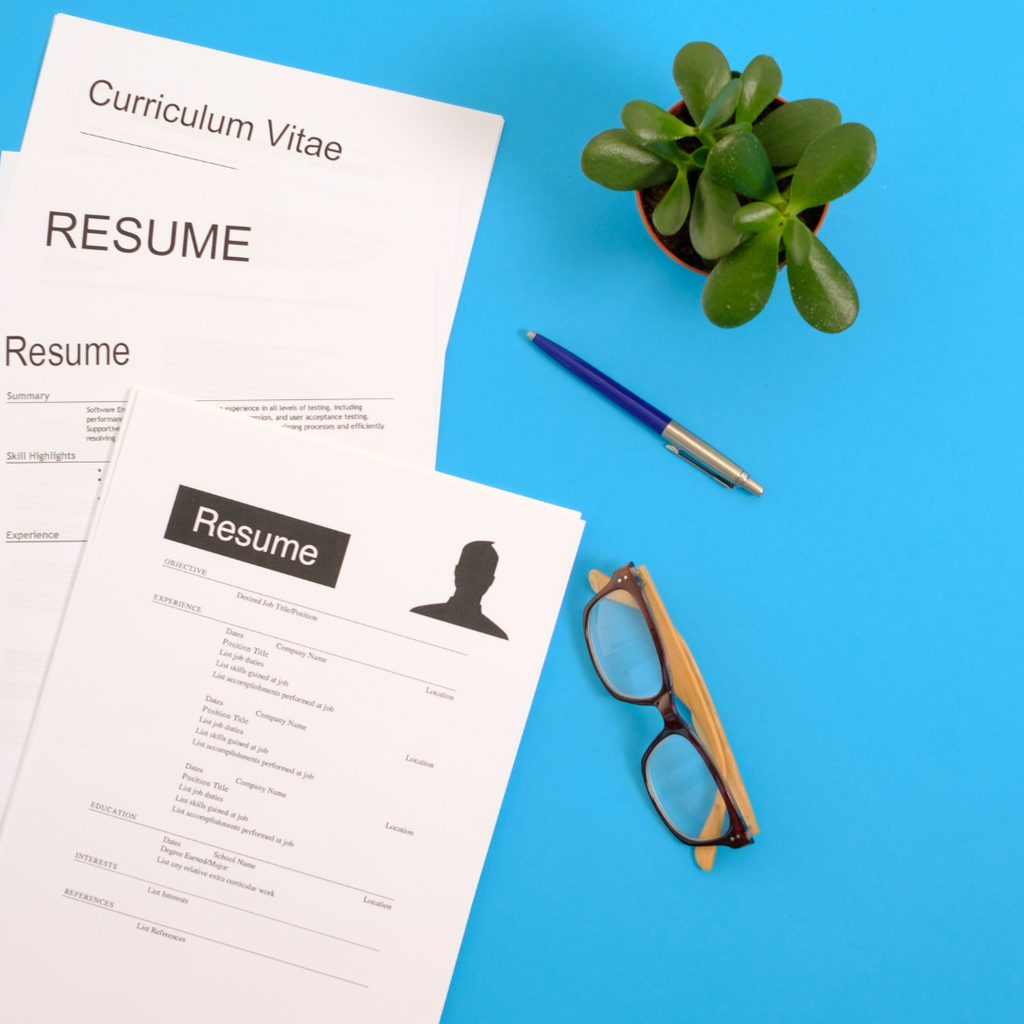 Curriculum Vitae
RESUME
Resume
Summary
Software En
experience in all levels of testing, including
performance
ession, and user acceptance testing.
Supportive
ining processes and efficiently
resolving
Skill Highlights
Experience
Resume
OBJECTIVE
Desired Job Title/Position
EXPERIENCE
Dates
Position Title Company Name
List job duties
List skills gained at job Location
List accomplishments performed at job
Dates
Position Title Company Name
List job duties
List skills gained at job Location
List accomplishments performed at job
Dates
Position Title Company Name
List job duties
List skills gained at job Location
List accomplishments performed at job
EDUCATION
Dates School Name
Degree Earned/Major
List any relative extra curricular work Location
INTERESTS
List Interests
REFERENCES
List References